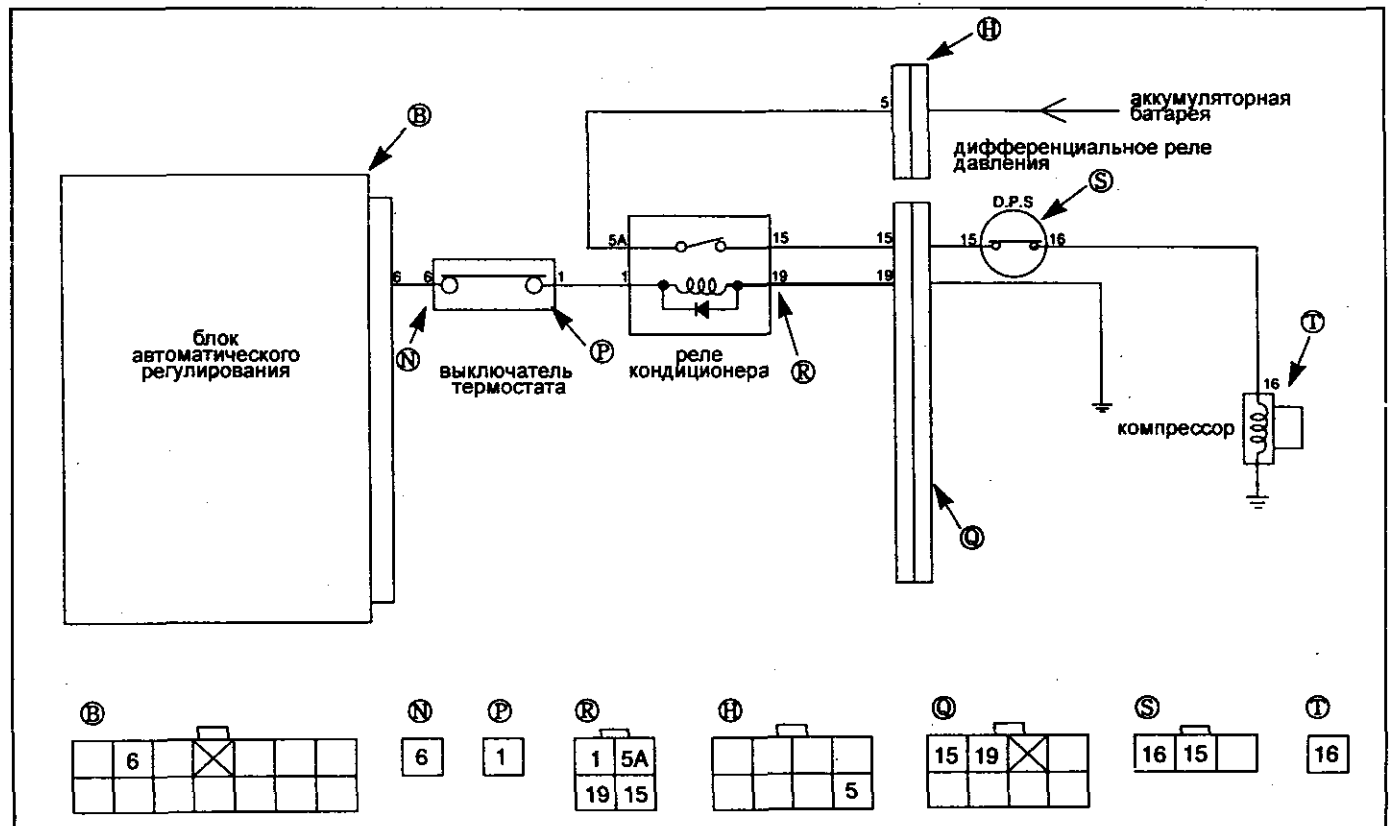 Ⓗ
5
аккумуляторная
батарея
Ⓑ
дифференциальное реле
давления
Ⓢ
D.P.S
5A
15
15
15
16
6
6
1
1
19
19
Ⓝ
Ⓟ
Ⓡ
Ⓣ
блок
автоматического
регулирования
выключатель
термостата
реле
кондиционера
16
компрессор
Ⓠ
Ⓑ
Ⓝ
Ⓟ
Ⓡ
Ⓗ
Ⓠ
Ⓢ
Ⓣ
6
6
1
1 5A
19 15
5
15 19
16 15
16